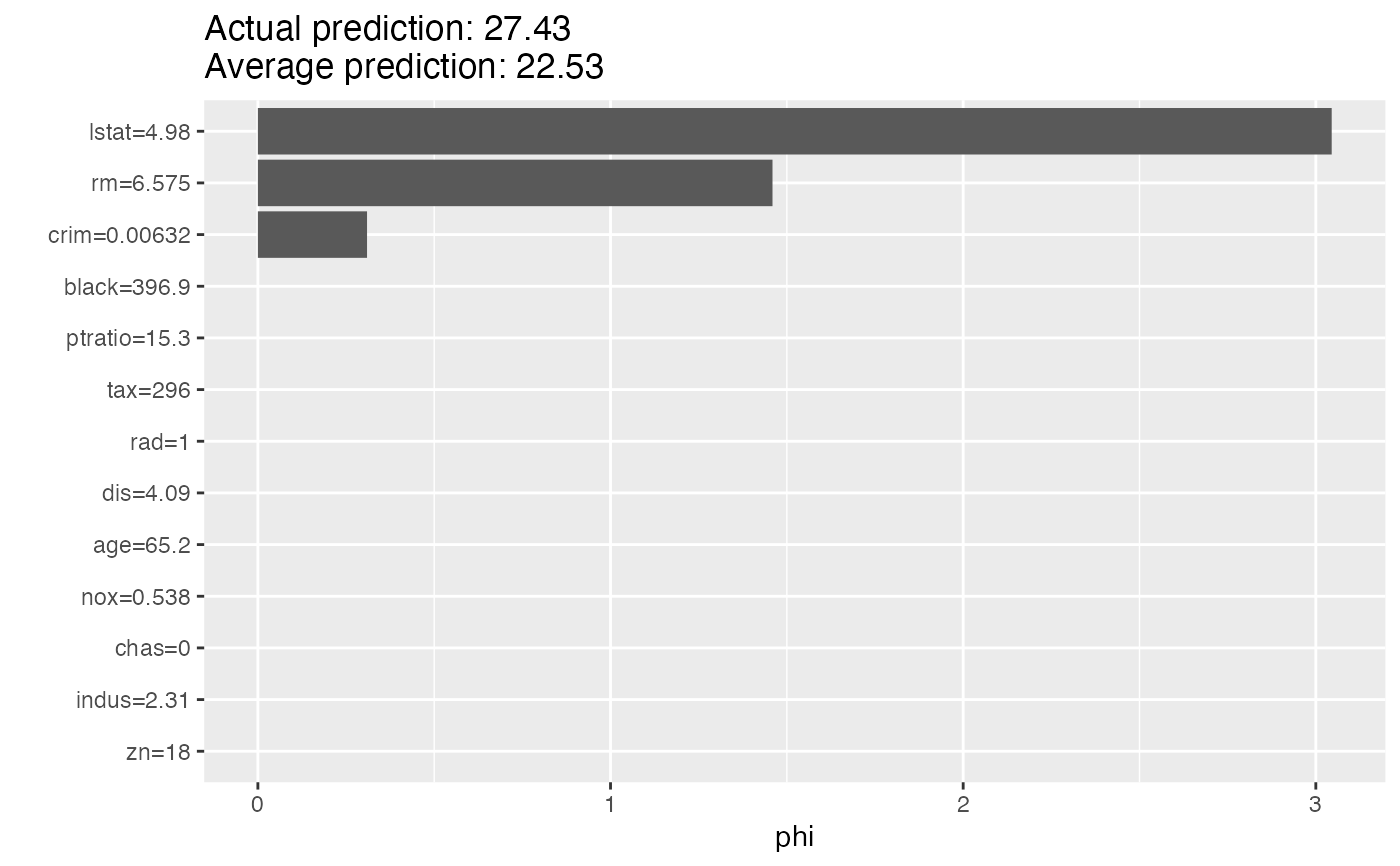 Actual prediction: 27.43
Average prediction: 22.53
lstat=4.98
rm=6.575
crim=0.00632
black=396.9
ptratio=15.3
tax=296
rad=1
dis=4.09
age=65.2
nox=0.538
chas=0
indus=2.31
zn=18
0 1 2 3
phi